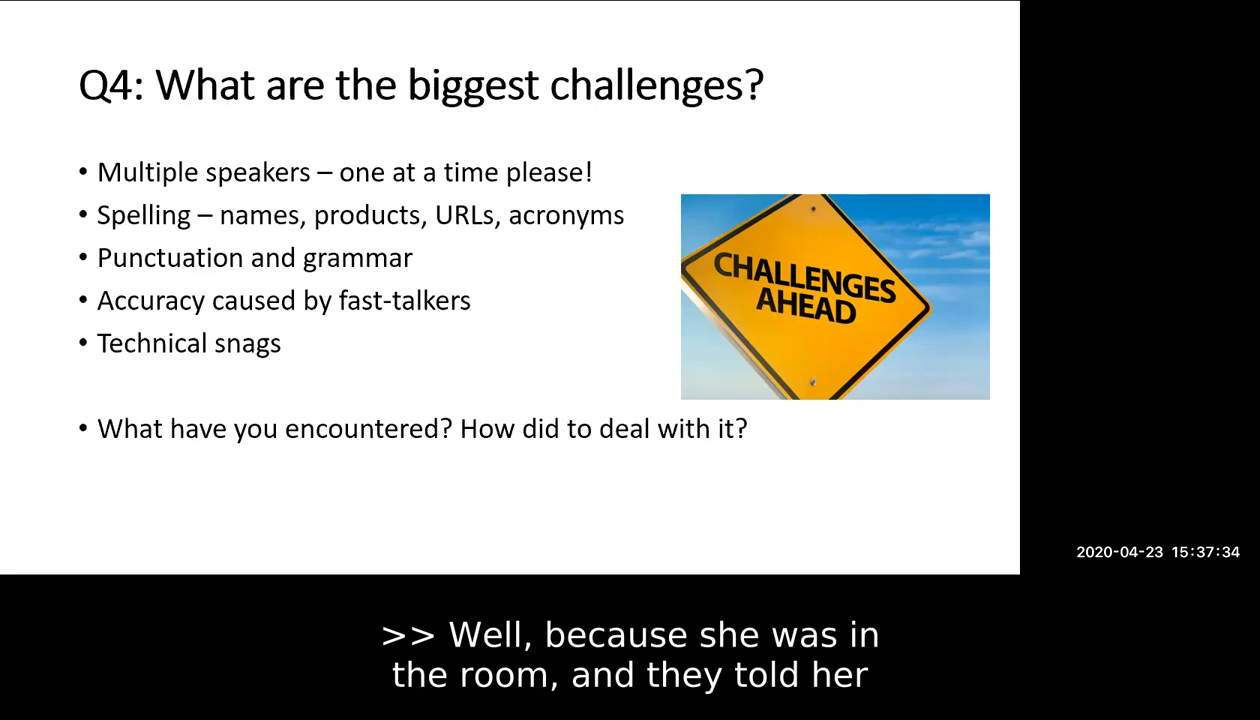 Q4: What are the biggest challenges?
• Multiple speakers – one at a time please!
• Spelling – names, products, URLs, acronyms
• Punctuation and grammar
• Accuracy caused by fast-talkers
• Technical snags
CHALLENGES
AHEAD
• What have you encountered? How did to deal with it?
2020-04-23 15:37:34
>> Well, because she was in
the room, and they told her